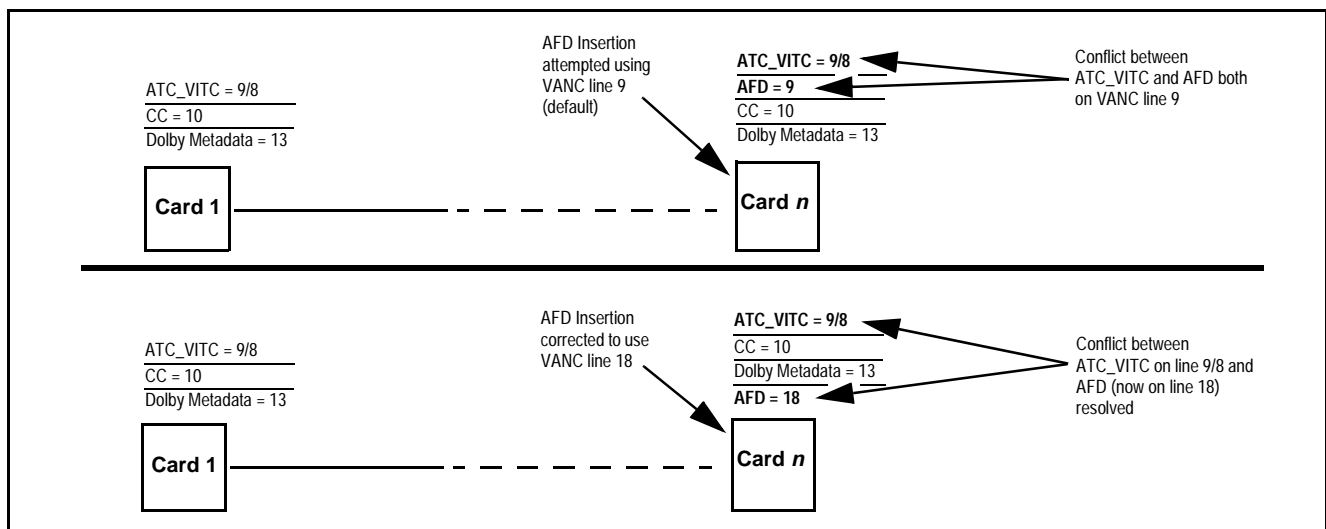 ATC_VITC = 9/8
CC = 10
Dolby Metadata = 13
Card 1
AFD Insertion
attempted using
VANC line 9
(default)
ATC_VITC = 9/8
AFD = 9
CC = 10
Dolby Metadata = 13
Card n
Conflict between
ATC_VITC and AFD both
on VANC line 9
ATC_VITC = 9/8
CC = 10
Dolby Metadata = 13
Card 1
AFD Insertion
corrected to use
VANC line 18
ATC_VITC = 9/8
CC = 10
Dolby Metadata = 13
AFD = 18
Card n
Conflict between
ATC_VITC on line 9/8 and
AFD (now on line 18)
resolved